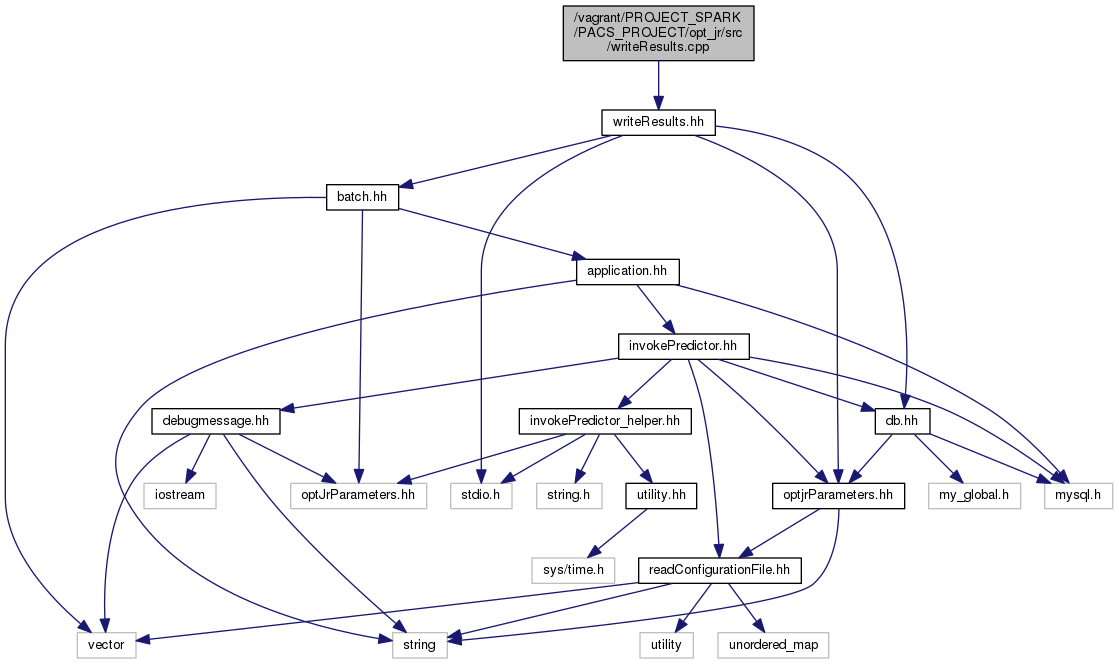 /vagrant/PROJECT_SPARK
/PACS_PROJECT/opt_jr/src
/writeResults.cpp
writeResults.hh
batch.hh
application.hh
invokePredictor.hh
debugmessage.hh
invokePredictor_helper.hh
db.hh
iostream
optJrParameters.hh
stdio.h
string.h
utility.hh
optjrParameters.hh
my_global.h
mysql.h
sys/time.h
readConfigurationFile.hh
vector
string
utility
unordered_map